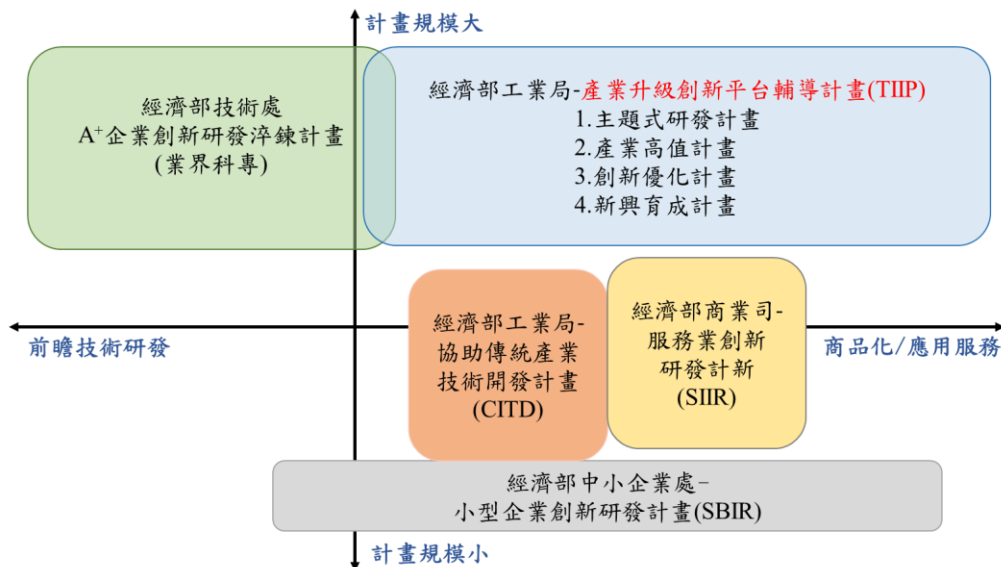 計畫規模大
經濟部技術處
A⁺企業創新研發淬鍊計畫
(業界科專)
經濟部工業局-產業升級創新平台輔導計畫(TIIP)
1.主題式研發計畫
2.產業高值計畫
3.創新優化計畫
4.新興育成計畫
前瞻技術研發
經濟部工業局-
協助傳統產業
技術開發計畫
(CITD)
經濟部商業司-
服務業創新
研發計新
(SIIR)
商品化/應用服務
經濟部中小企業處-
小型企業創新研發計畫(SBIR)
計畫規模小